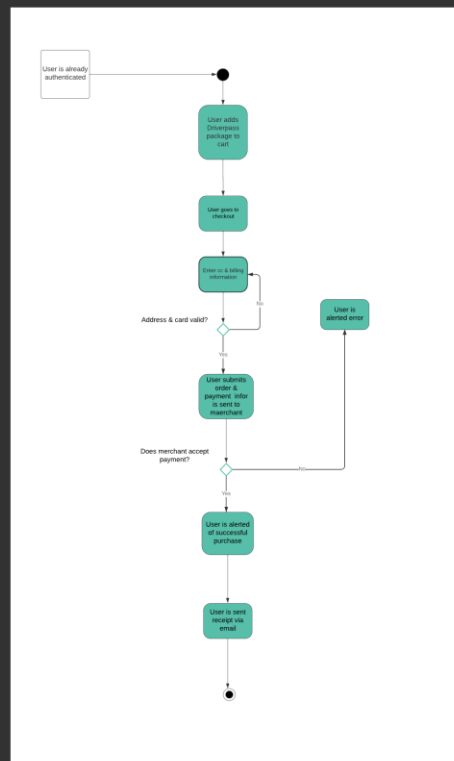 User is already
authenticated
User adds
Driverpass
package to
cart
User goes to
checkout
Enter cc & billing
information
No
Address & card valid?
Yes
User is
alerted error
User submits
order &
payment infor
is sent to
maerchant
Does merchant accept
payment?
No
Yes
User is alerted
of successful
purchase
User is sent
receipt via
email